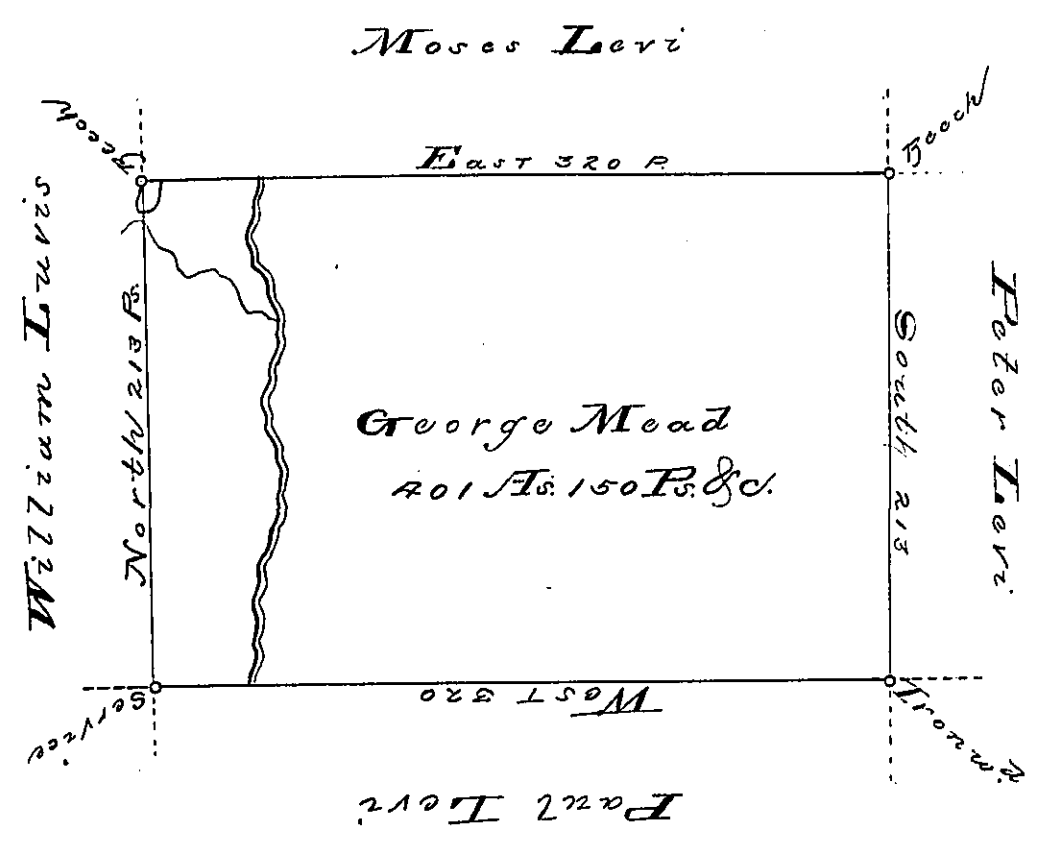 Moses Levi
Beech
Beech
East 320 P.
William
North 213 Ps.
George Mead
401 As. 150 Ps. &c.
South 213
Peter Levi
West 320
Service
Paul Levi